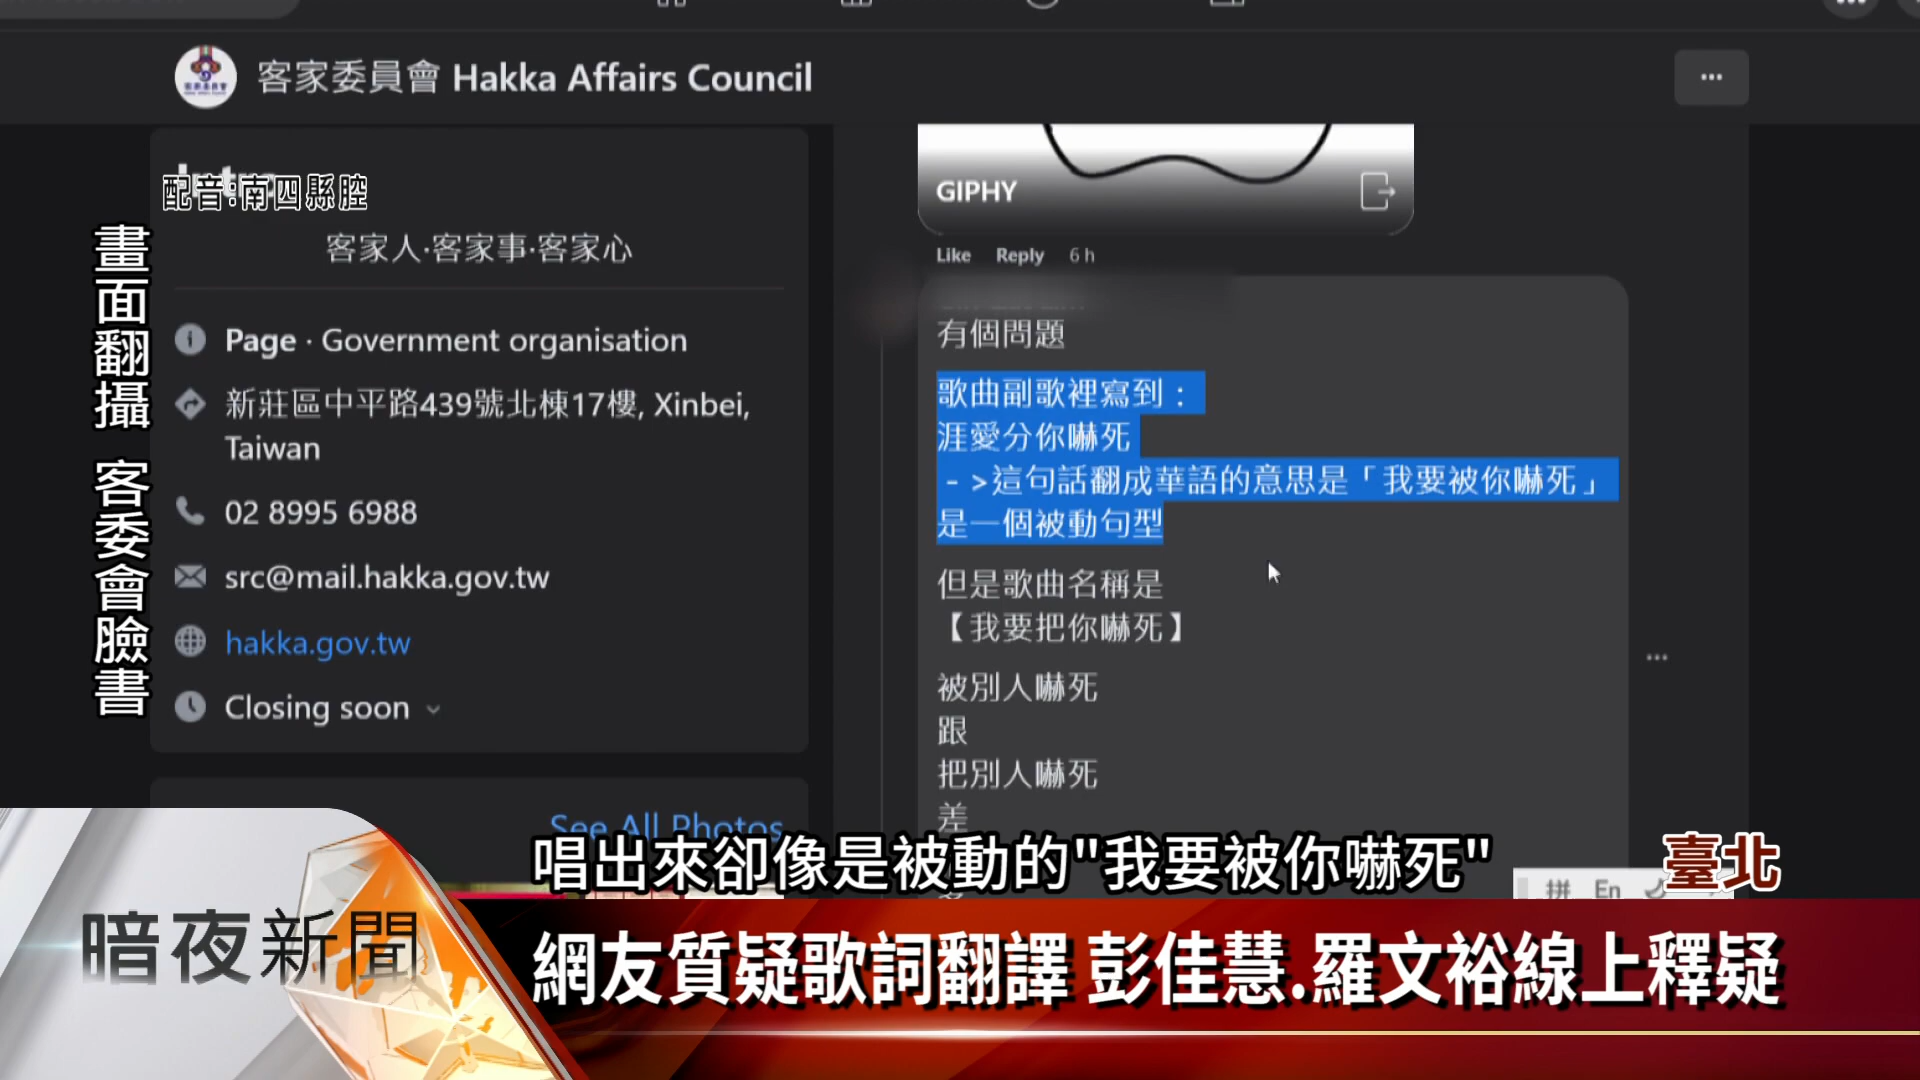 客家委員會 Hakka Affairs Council
配音:南四縣腔
客家人·客家事·客家心
Page · Government organisation
新莊區中平路439號北棟17樓, Xinbei,
Taiwan
02 8995 6988
src@mail.hakka.gov.tw
hakka.gov.tw
Closing soon
See All Photos
畫面翻攝 客委會臉書
GIPHY
Like Reply 6 h
有個問題
歌曲副歌裡寫到：
涯愛分你嚇死
- >這句話翻成華語的意思是「我要被你嚇死」
是一個被動句型
但是歌曲名稱是
【我要把你嚇死】
被別人嚇死
跟
把別人嚇死
差
拼 En
唱出來卻像是被動的"我要被你嚇死"
臺北
暗夜新聞
網友質疑歌詞翻譯 彭佳慧.羅文裕線上釋疑